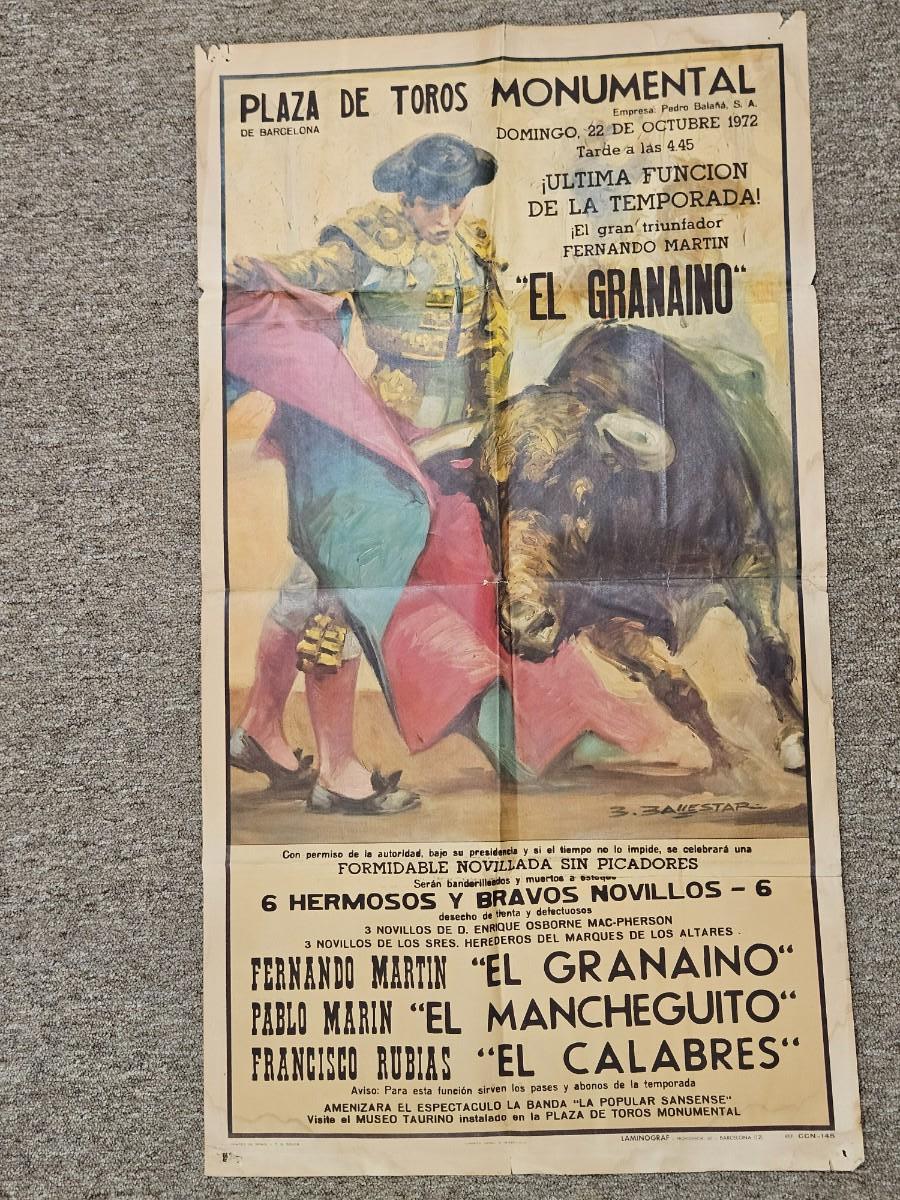 PLAZA DE TOROS MONUMENTAL
DE BARCELONA
Empresa: Pedro Balañá, S. A.
DOMINGO, 22 DE OCTUBRE 1972
Tarde a las 4.45
¡ULTIMA FUNCION
DE LA TEMPORADA!
¡El gran triunfador
FERNANDO MARTIN
"EL GRANAINO"
B. BALLESTAR
Con permiso de la autoridad, bajo su presidencia y si el tiempo no lo impide, se celebrará una
FORMIDABLE NOVILLADA SIN PICADORES
Serán banderilleados y muertos a estoque
6 HERMOSOS Y BRAVOS NOVILLOS - 6
desecho de tienta y defectuosos
3 NOVILLOS DE D. ENRIQUE OSBORNE MAC-PHERSON
3 NOVILLOS DE LOS SRES. HEREDEROS DEL MARQUES DE LOS ALTARES.
FERNANDO MARTIN "EL GRANAINO"
PABLO MARIN "EL MANCHEGUITO"
FRANCISCO RUBIAS "EL CALABRES"
Aviso: Para esta función sirven los pases y abonos de la temporada
AMENIZARA EL ESPECTACULO LA BANDA "LA POPULAR SANSENSE"
Visite el MUSEO TAURINO instalado en la PLAZA DE TOROS MONUMENTAL
LAMINOGRAF - BARCELONA CCN-145